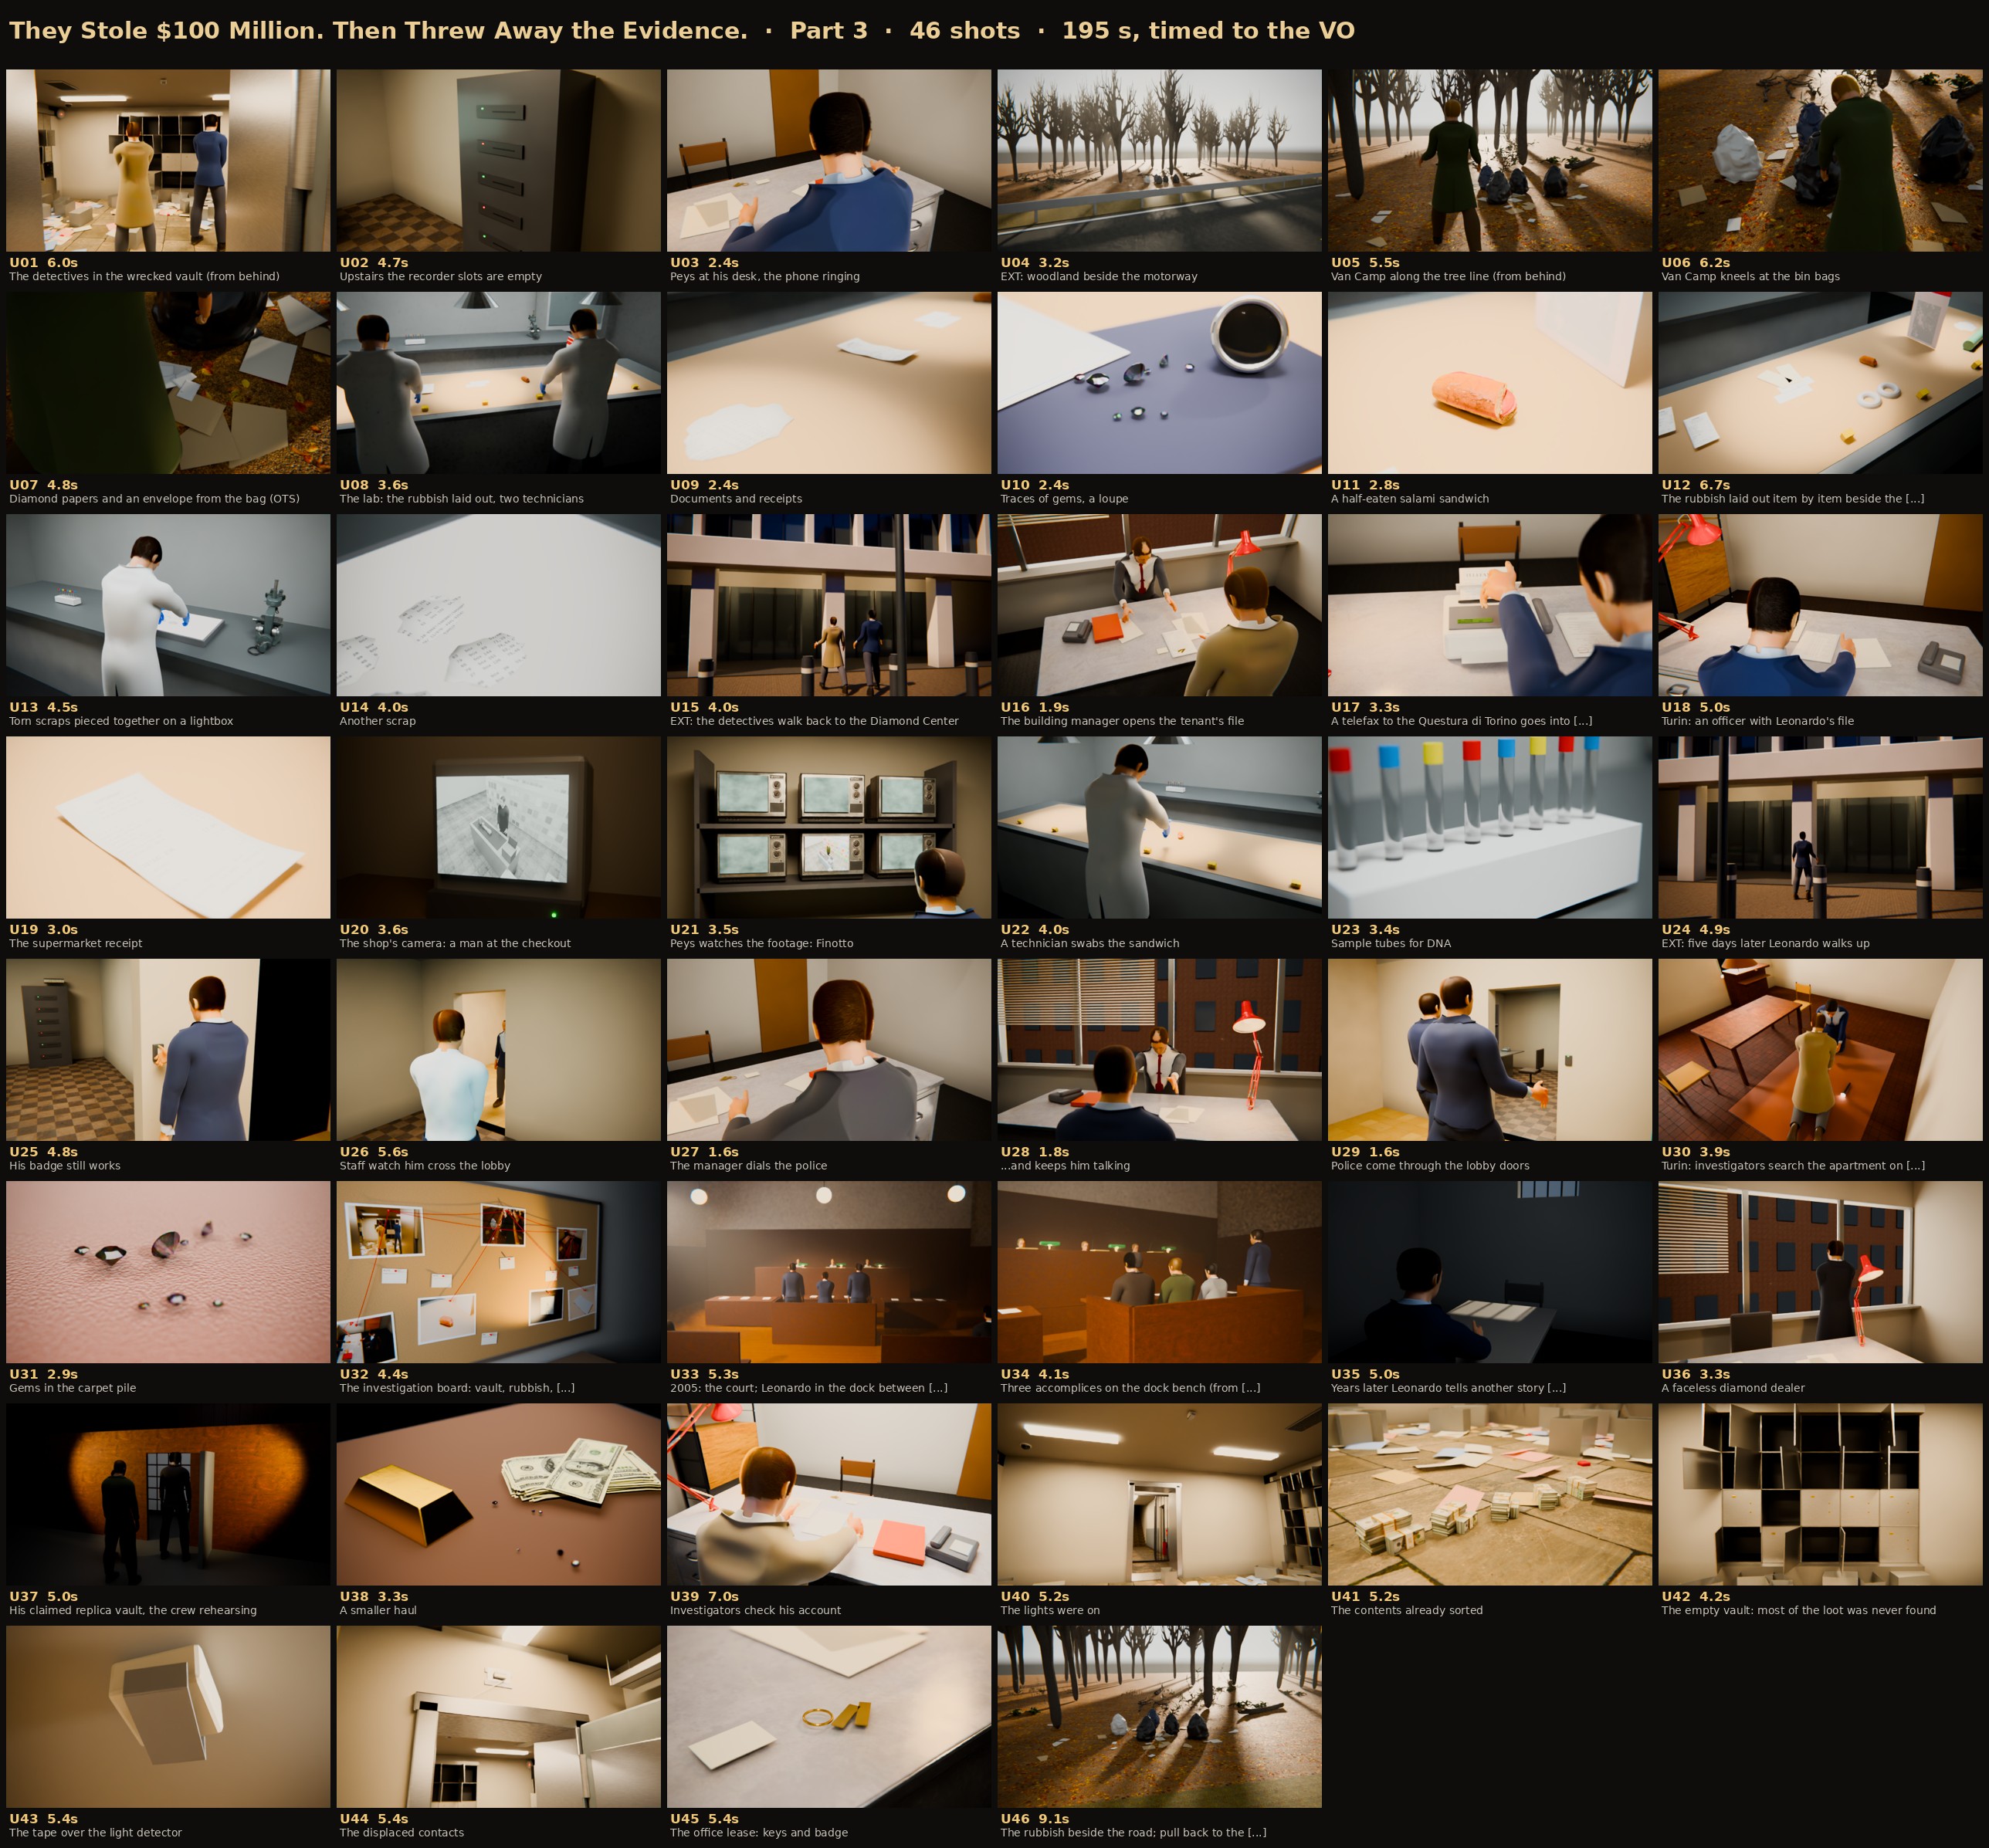 They Stole $100 Million. Then Threw Away the Evidence. · Part 3 · 46 shots · 195 s, timed to the VO
U01 6.0s
The detectives in the wrecked vault (from behind)
U02 4.7s
Upstairs the recorder slots are empty
U03 2.4s
Peys at his desk, the phone ringing
U04 3.2s
EXT: woodland beside the motorway
U05 5.5s
Van Camp along the tree line (from behind)
U06 6.2s
Van Camp kneels at the bin bags
U07 4.8s
Diamond papers and an envelope from the bag (OTS)
U08 3.6s
The lab: the rubbish laid out, two technicians
U09 2.4s
Documents and receipts
U10 2.4s
Traces of gems, a loupe
U11 2.8s
A half-eaten salami sandwich
U12 6.7s
The rubbish laid out item by item beside the [...]
U13 4.5s
Torn scraps pieced together on a lightbox
U14 4.0s
Another scrap
U15 4.0s
EXT: the detectives walk back to the Diamond Center
U16 1.9s
The building manager opens the tenant's file
U17 3.3s
A telefax to the Questura di Torino goes into [...]
U18 5.0s
Turin: an officer with Leonardo's file
U19 3.0s
The supermarket receipt
U20 3.6s
The shop's camera: a man at the checkout
U21 3.5s
Peys watches the footage: Finotto
U22 4.0s
A technician swabs the sandwich
U23 3.4s
Sample tubes for DNA
U24 4.9s
EXT: five days later Leonardo walks up
U25 4.8s
His badge still works
U26 5.6s
Staff watch him cross the lobby
U27 1.6s
The manager dials the police
U28 1.8s
...and keeps him talking
U29 1.6s
Police come through the lobby doors
U30 3.9s
Turin: investigators search the apartment on [...]
U31 2.9s
Gems in the carpet pile
U32 4.4s
The investigation board: vault, rubbish, [...]
U33 5.3s
2005: the court; Leonardo in the dock between [...]
U34 4.1s
Three accomplices on the dock bench (from [...]
U35 5.0s
Years later Leonardo tells another story [...]
U36 3.3s
A faceless diamond dealer
U37 5.0s
His claimed replica vault, the crew rehearsing
U38 3.3s
A smaller haul
U39 7.0s
Investigators check his account
U40 5.2s
The lights were on
U41 5.2s
The contents already sorted
U42 4.2s
The empty vault: most of the loot was never found
U43 5.4s
The tape over the light detector
U44 5.4s
The displaced contacts
U45 5.4s
The office lease: keys and badge
U46 9.1s
The rubbish beside the road; pull back to the [...]